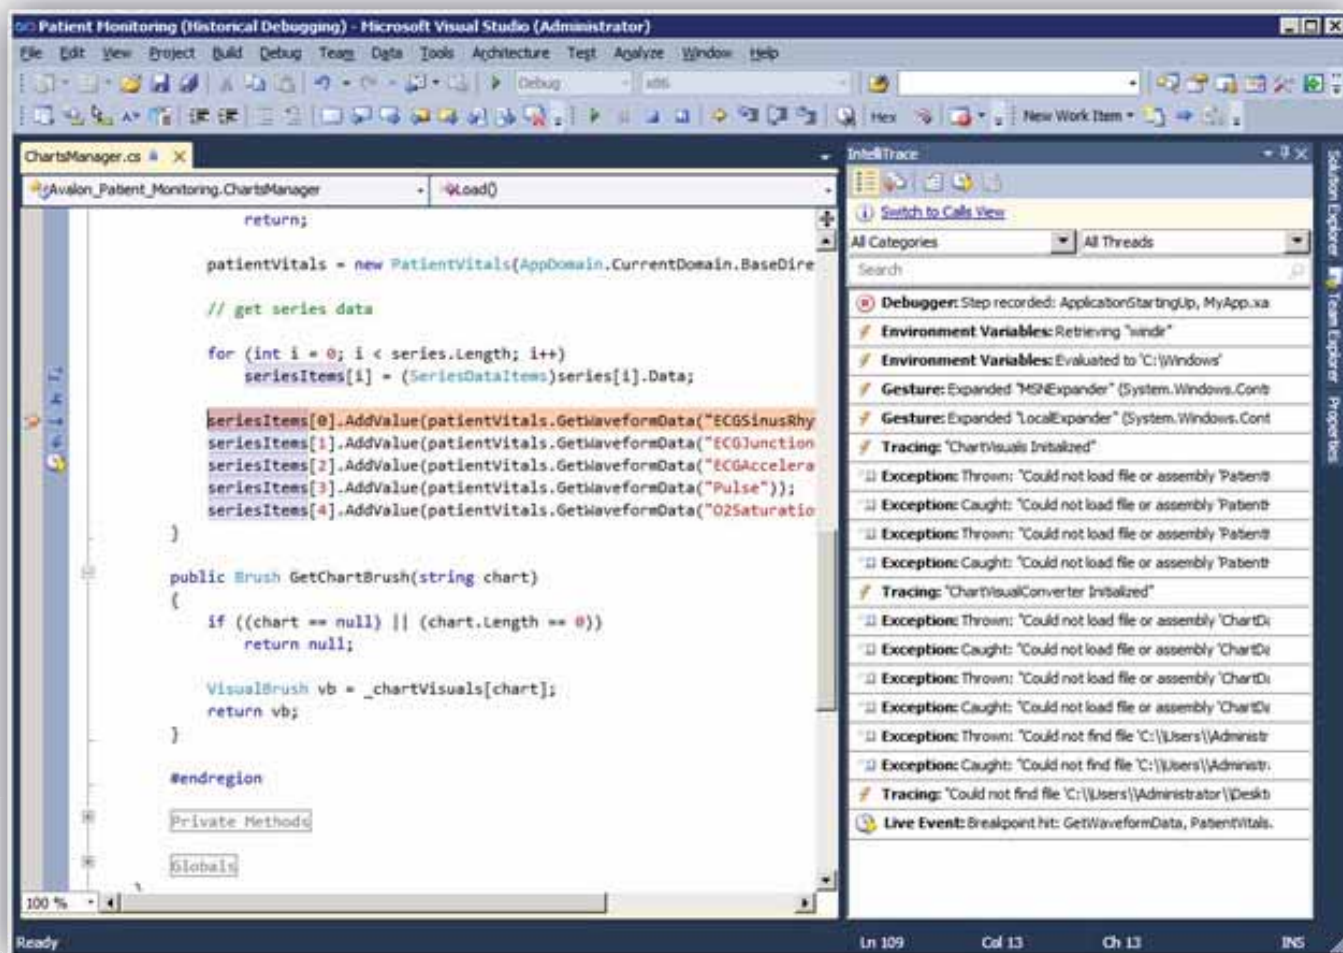 Patient Monitoring (Historical Debugging) - Microsoft Visual Studio (Administrator)
File Edit View Project Build Debug Team Data Tools Architecture Test Analyze Window Help
Debug x86
Hex New Work Item
ChartsManager.cs
Avalon_Patient_Monitoring.ChartsManager Load()
return;
patientVitals = new PatientVitals(AppDomain.CurrentDomain.BaseDire
// get series data
for (int i = 0; i < series.Length; i++)
seriesItems[i] = (SeriesDataItems)series[i].Data;
seriesItems[0].AddValue(patientVitals.GetWaveformData("ECGSinusRhy
seriesItems[1].AddValue(patientVitals.GetWaveformData("ECGJunction
seriesItems[2].AddValue(patientVitals.GetWaveformData("ECGAccelera
seriesItems[3].AddValue(patientVitals.GetWaveformData("Pulse"));
seriesItems[4].AddValue(patientVitals.GetWaveformData("O2Saturatio
}
public Brush GetChartBrush(string chart)
{
if ((chart == null) || (chart.Length == 0))
return null;
VisualBrush vb = _chartVisuals[chart];
return vb;
}
#endregion
Private Methods
Globals
}
100 %
IntelliTrace
Switch to Calls View
All Categories All Threads
Search
Debugger: Step recorded: ApplicationStartingUp, MyApp.xa
Environment Variables: Retrieving "windir"
Environment Variables: Evaluated to 'C:\Windows'
Gesture: Expanded "MSNExpander" (System.Windows.Contr
Gesture: Expanded "LocalExpander" (System.Windows.Cont
Tracing: "ChartVisuals Initialized"
Exception: Thrown: "Could not load file or assembly 'Patient
Exception: Caught: "Could not load file or assembly 'Patient
Exception: Thrown: "Could not load file or assembly 'Patient
Exception: Caught: "Could not load file or assembly 'Patient
Tracing: "ChartVisualConverter Initialized"
Exception: Thrown: "Could not load file or assembly 'ChartDa
Exception: Caught: "Could not load file or assembly 'ChartDa
Exception: Thrown: "Could not load file or assembly 'ChartDa
Exception: Caught: "Could not load file or assembly 'ChartDa
Exception: Thrown: "Could not find file 'C:\\Users\\Administr
Exception: Caught: "Could not find file 'C:\\Users\\Administr
Tracing: "Could not find file 'C:\\Users\\Administrator\\Deskt
Live Event: Breakpoint hit: GetWaveformData, PatientVitals.
Solution Explorer
Team Explorer
Properties
Ready Ln 109 Col 13 Ch 13 INS